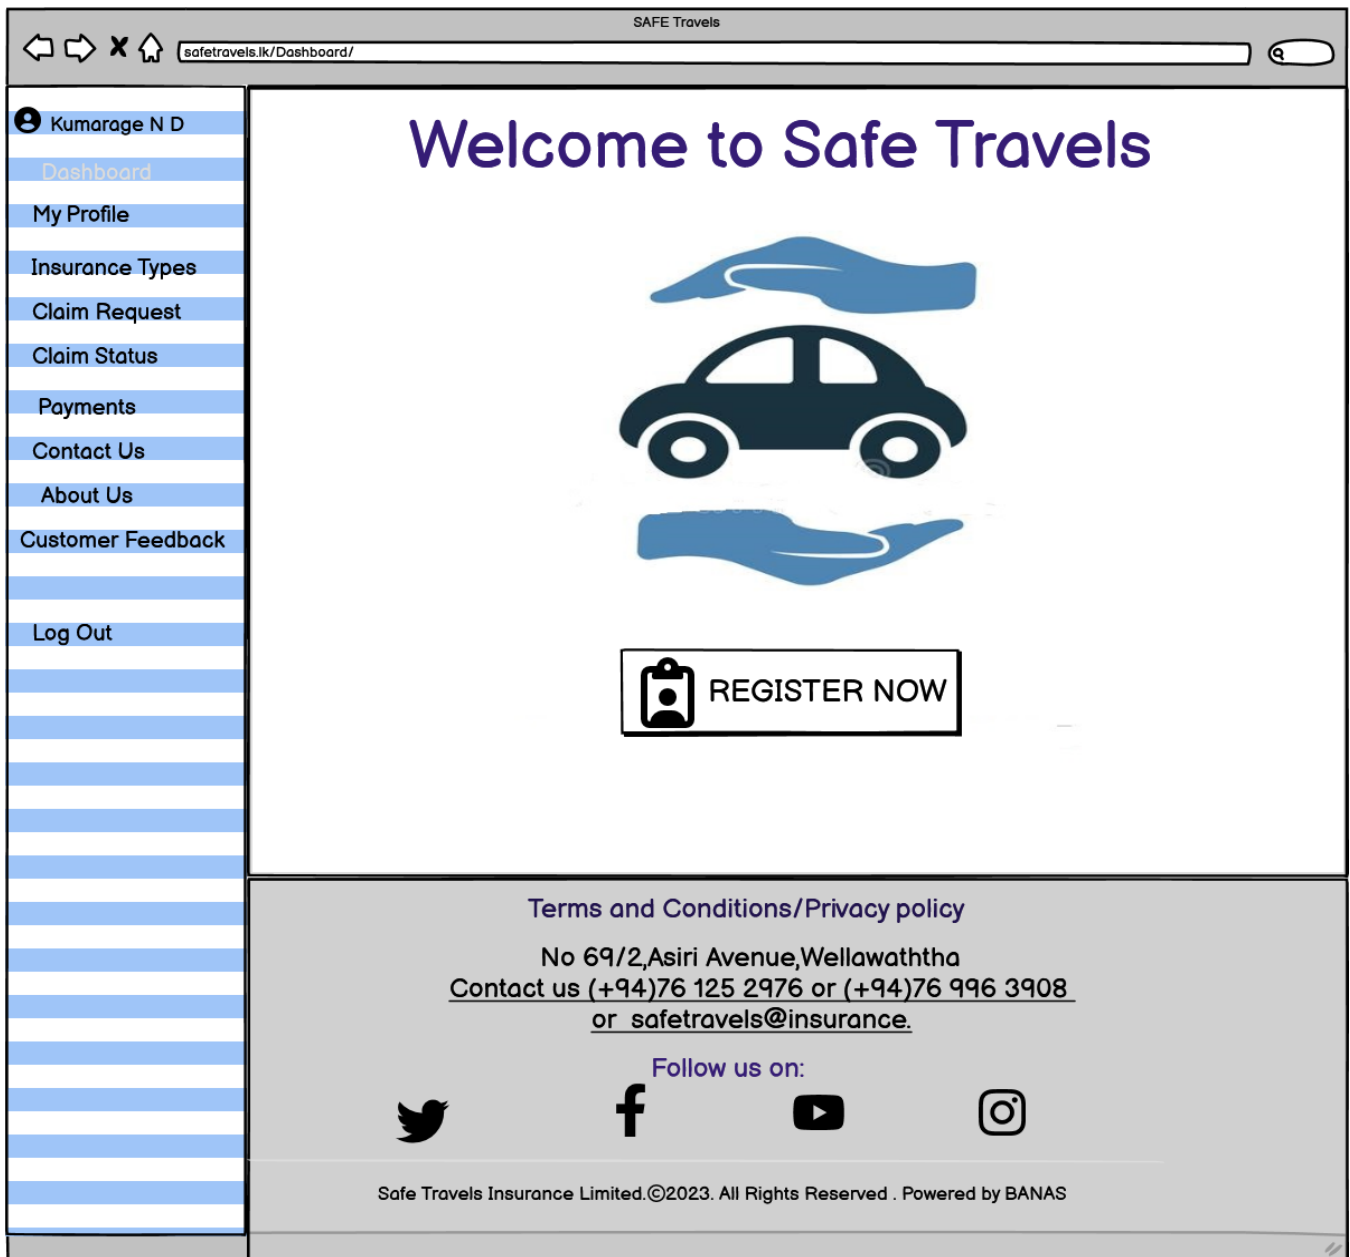 SAFE Travels
safetravels.lk/Dashboard/
Kumarage N D
Dashboard
My Profile
Insurance Types
Claim Request
Claim Status
Payments
Contact Us
About Us
Customer Feedback
Log Out
Welcome to Safe Travels
REGISTER NOW
Terms and Conditions/Privacy policy
No 69/2,Asiri Avenue,Wellawaththa
Contact us (+94)76 125 2976 or (+94)76 996 3908
or safetravels@insurance.
Follow us on:
Safe Travels Insurance Limited.©2023. All Rights Reserved . Powered by BANAS